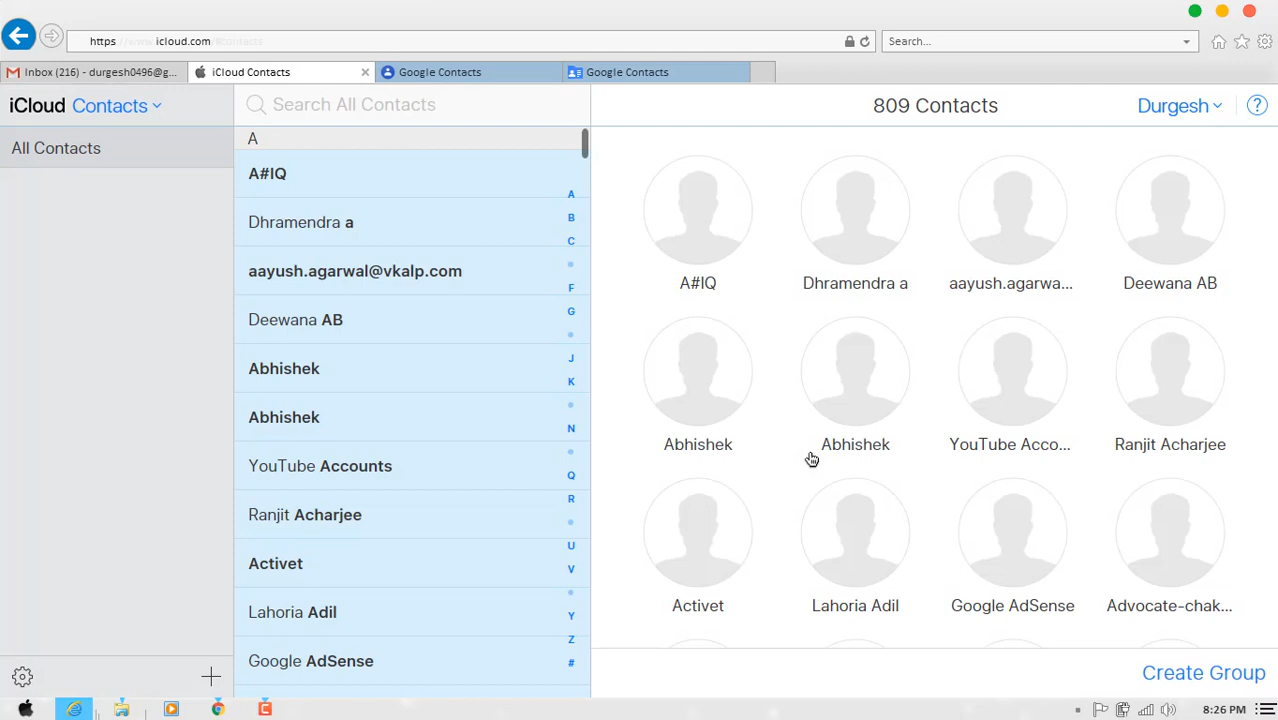 https://www.icloud.com/#contacts
Search...
Inbox (216) - durgesh0496@g...
iCloud Contacts
Google Contacts
Google Contacts
iCloud Contacts
Search All Contacts
809 Contacts
Durgesh
?
All Contacts
A
A#IQ
Dhramendra a
aayush.agarwal@vkalp.com
Deewana AB
Abhishek
Abhishek
YouTube Accounts
Ranjit Acharjee
Activet
Lahoria Adil
Google AdSense
A
B
C
F
G
J
K
N
Q
R
U
V
Y
Z
#
A#IQ
Dhramendra a
aayush.agarwa...
Deewana AB
Abhishek
Abhishek
YouTube Acco...
Ranjit Acharjee
Activet
Lahoria Adil
Google AdSense
Advocate-chak...
Create Group
8:26 PM